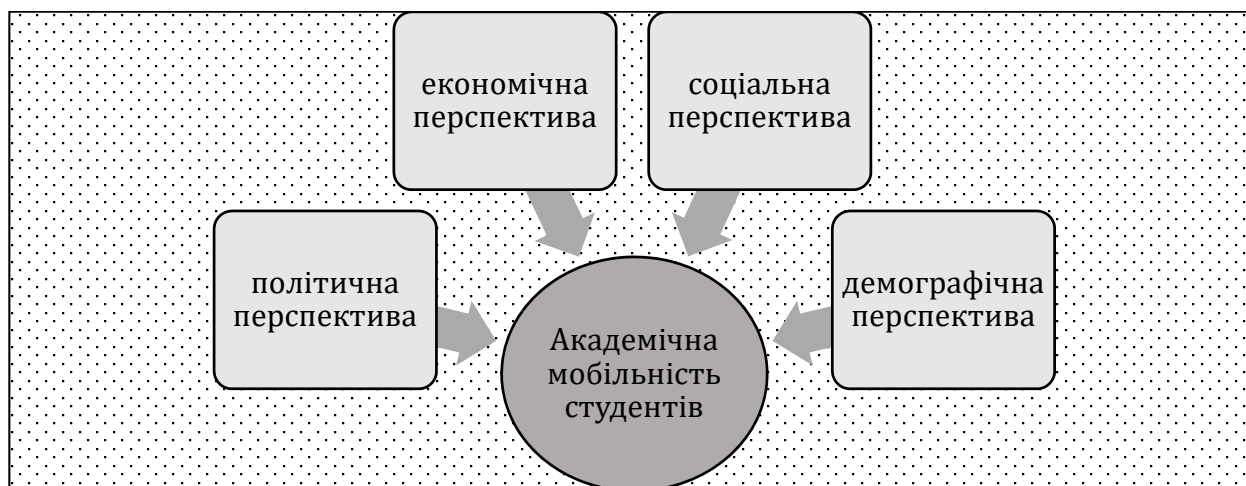 економічна
перспектива
соціальна
перспектива
політична
перспектива
демографічна
перспектива
Академічна
мобільність
студентів